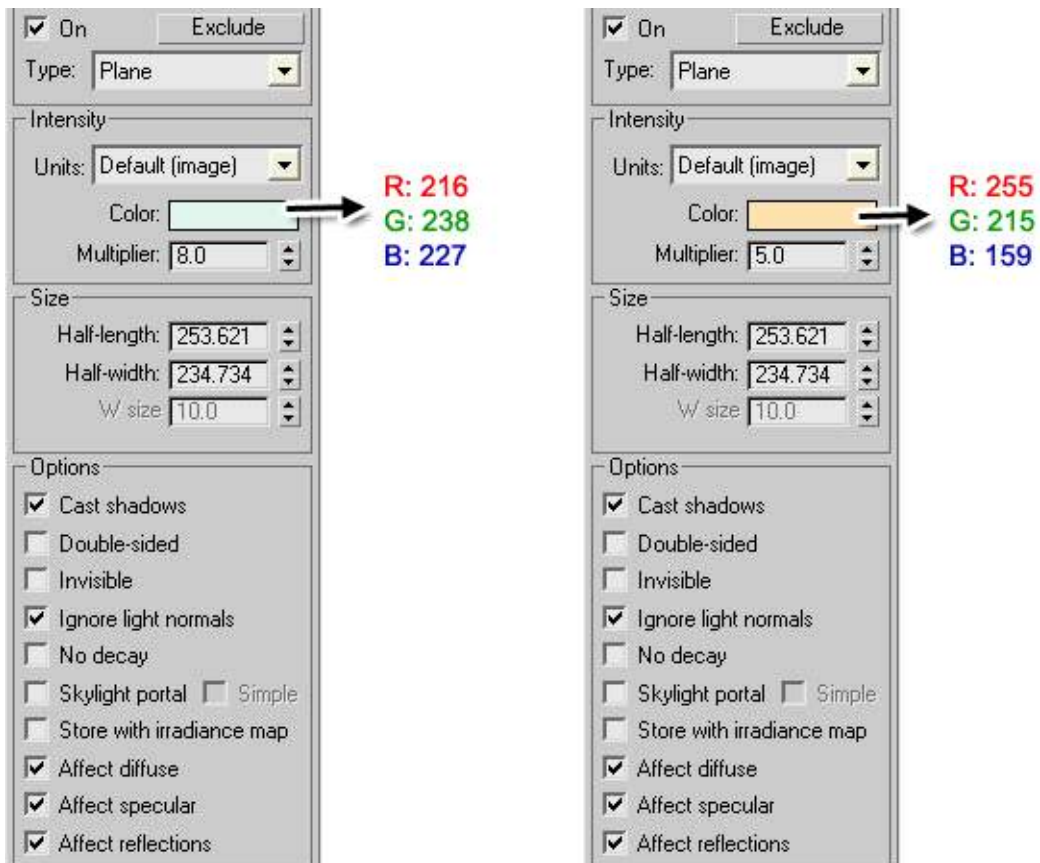 On Exclude
Type: Plane
Intensity
Units: Default (image)
Color:
Multiplier: 8.0
R: 216
G: 238
B: 227
Size
Half-length: 253.621
Half-width: 234.734
W size 10.0
Options
Cast shadows
Double-sided
Invisible
Ignore light normals
No decay
Skylight portal Simple
Store with irradiance map
Affect diffuse
Affect specular
Affect reflections
On Exclude
Type: Plane
Intensity
Units: Default (image)
Color:
Multiplier: 5.0
R: 255
G: 215
B: 159
Size
Half-length: 253.621
Half-width: 234.734
W size 10.0
Options
Cast shadows
Double-sided
Invisible
Ignore light normals
No decay
Skylight portal Simple
Store with irradiance map
Affect diffuse
Affect specular
Affect reflections